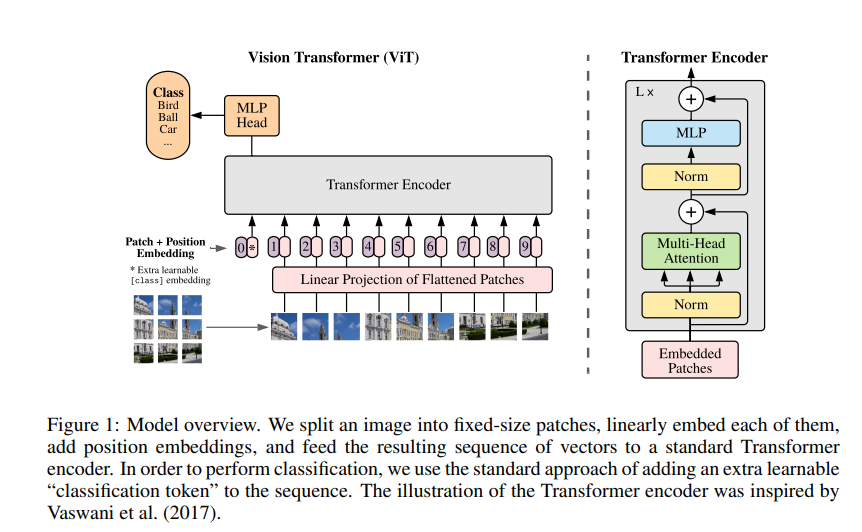 Vision Transformer (ViT)
Class
Bird
Ball
Car
...
MLP
Head
Transformer Encoder
Patch + Position
Embedding
* Extra learnable
[class] embedding
0 * 1 2 3 4 5 6 7 8 9
Linear Projection of Flattened Patches
Transformer Encoder
L x
+
MLP
Norm
+
Multi-Head
Attention
Norm
Embedded
Patches
Figure 1: Model overview. We split an image into fixed-size patches, linearly embed each of them,
add position embeddings, and feed the resulting sequence of vectors to a standard Transformer
encoder. In order to perform classification, we use the standard approach of adding an extra learnable
“classification token” to the sequence. The illustration of the Transformer encoder was inspired by
Vaswani et al. (2017).